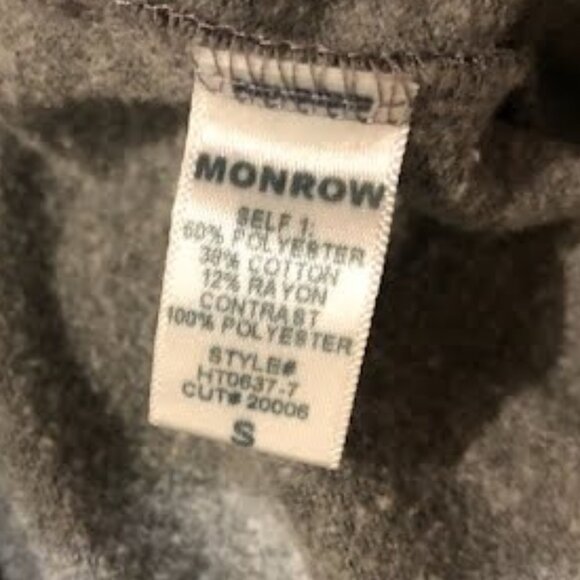 MONROW
SELF 1:
50% POLYESTER
38% COTTON
12% RAYON
CONTRAST
100% POLYESTER
STYLE#
HT0637-7
CUT# 20006
S